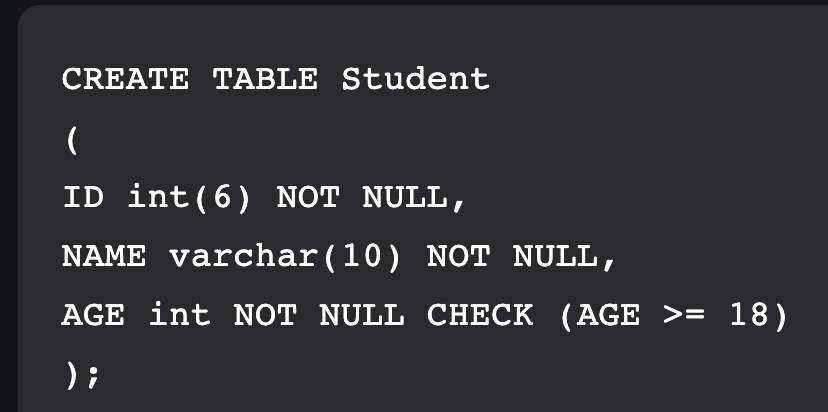 CREATE TABLE Student
(
ID int(6) NOT NULL,
NAME varchar(10) NOT NULL,
AGE int NOT NULL CHECK (AGE >= 18)
);